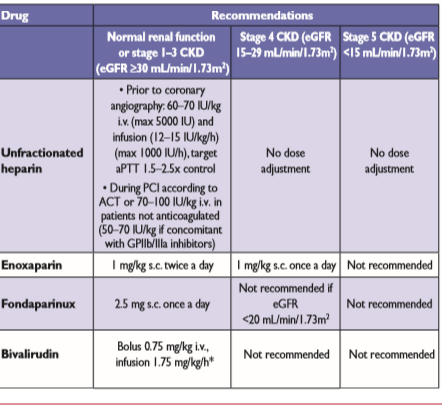 Drug
Recommendations
Normal renal function
or stage 1–3 CKD
(eGFR ≥30 mL/min/1.73m²)
Stage 4 CKD (eGFR
15–29 mL/min/1.73m²)
Stage 5 CKD (eGFR
<15 mL/min/1.73m²)
Unfractionated
heparin
• Prior to coronary
angiography: 60–70 IU/kg
i.v. (max 5000 IU) and
infusion (12–15 IU/kg/h)
(max 1000 IU/h), target
aPTT 1.5–2.5x control
• During PCI according to
ACT or 70–100 IU/kg i.v. in
patients not anticoagulated
(50–70 IU/kg if concomitant
with GPIIb/IIIa inhibitors)
No dose
adjustment
No dose
adjustment
Enoxaparin
1 mg/kg s.c. twice a day
1 mg/kg s.c. once a day
Not recommended
Fondaparinux
2.5 mg s.c. once a day
Not recommended if
eGFR
<20 mL/min/1.73m²
Not recommended
Bivalirudin
Bolus 0.75 mg/kg i.v.,
infusion 1.75 mg/kg/h*
Not recommended
Not recommended